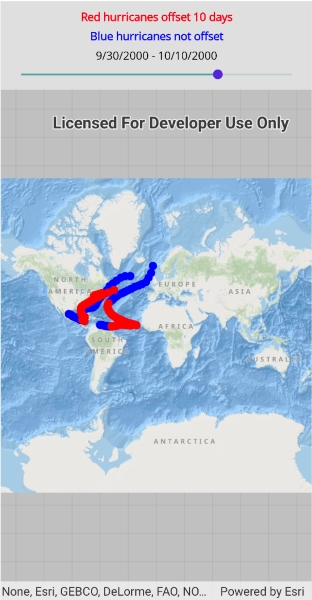 Red hurricanes offset 10 days
Blue hurricanes not offset
9/30/2000 - 10/10/2000
Licensed For Developer Use Only
NORTH
AMERICA
EUROPE
ASIA
AFRICA
SOUTH
AMERICA
AUSTRALIA
ANTARCTICA
None, Esri, GEBCO, DeLorme, FAO, NO...
Powered by Esri